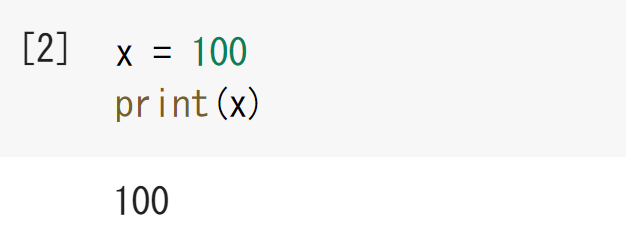 [2] x = 100
print(x)
100